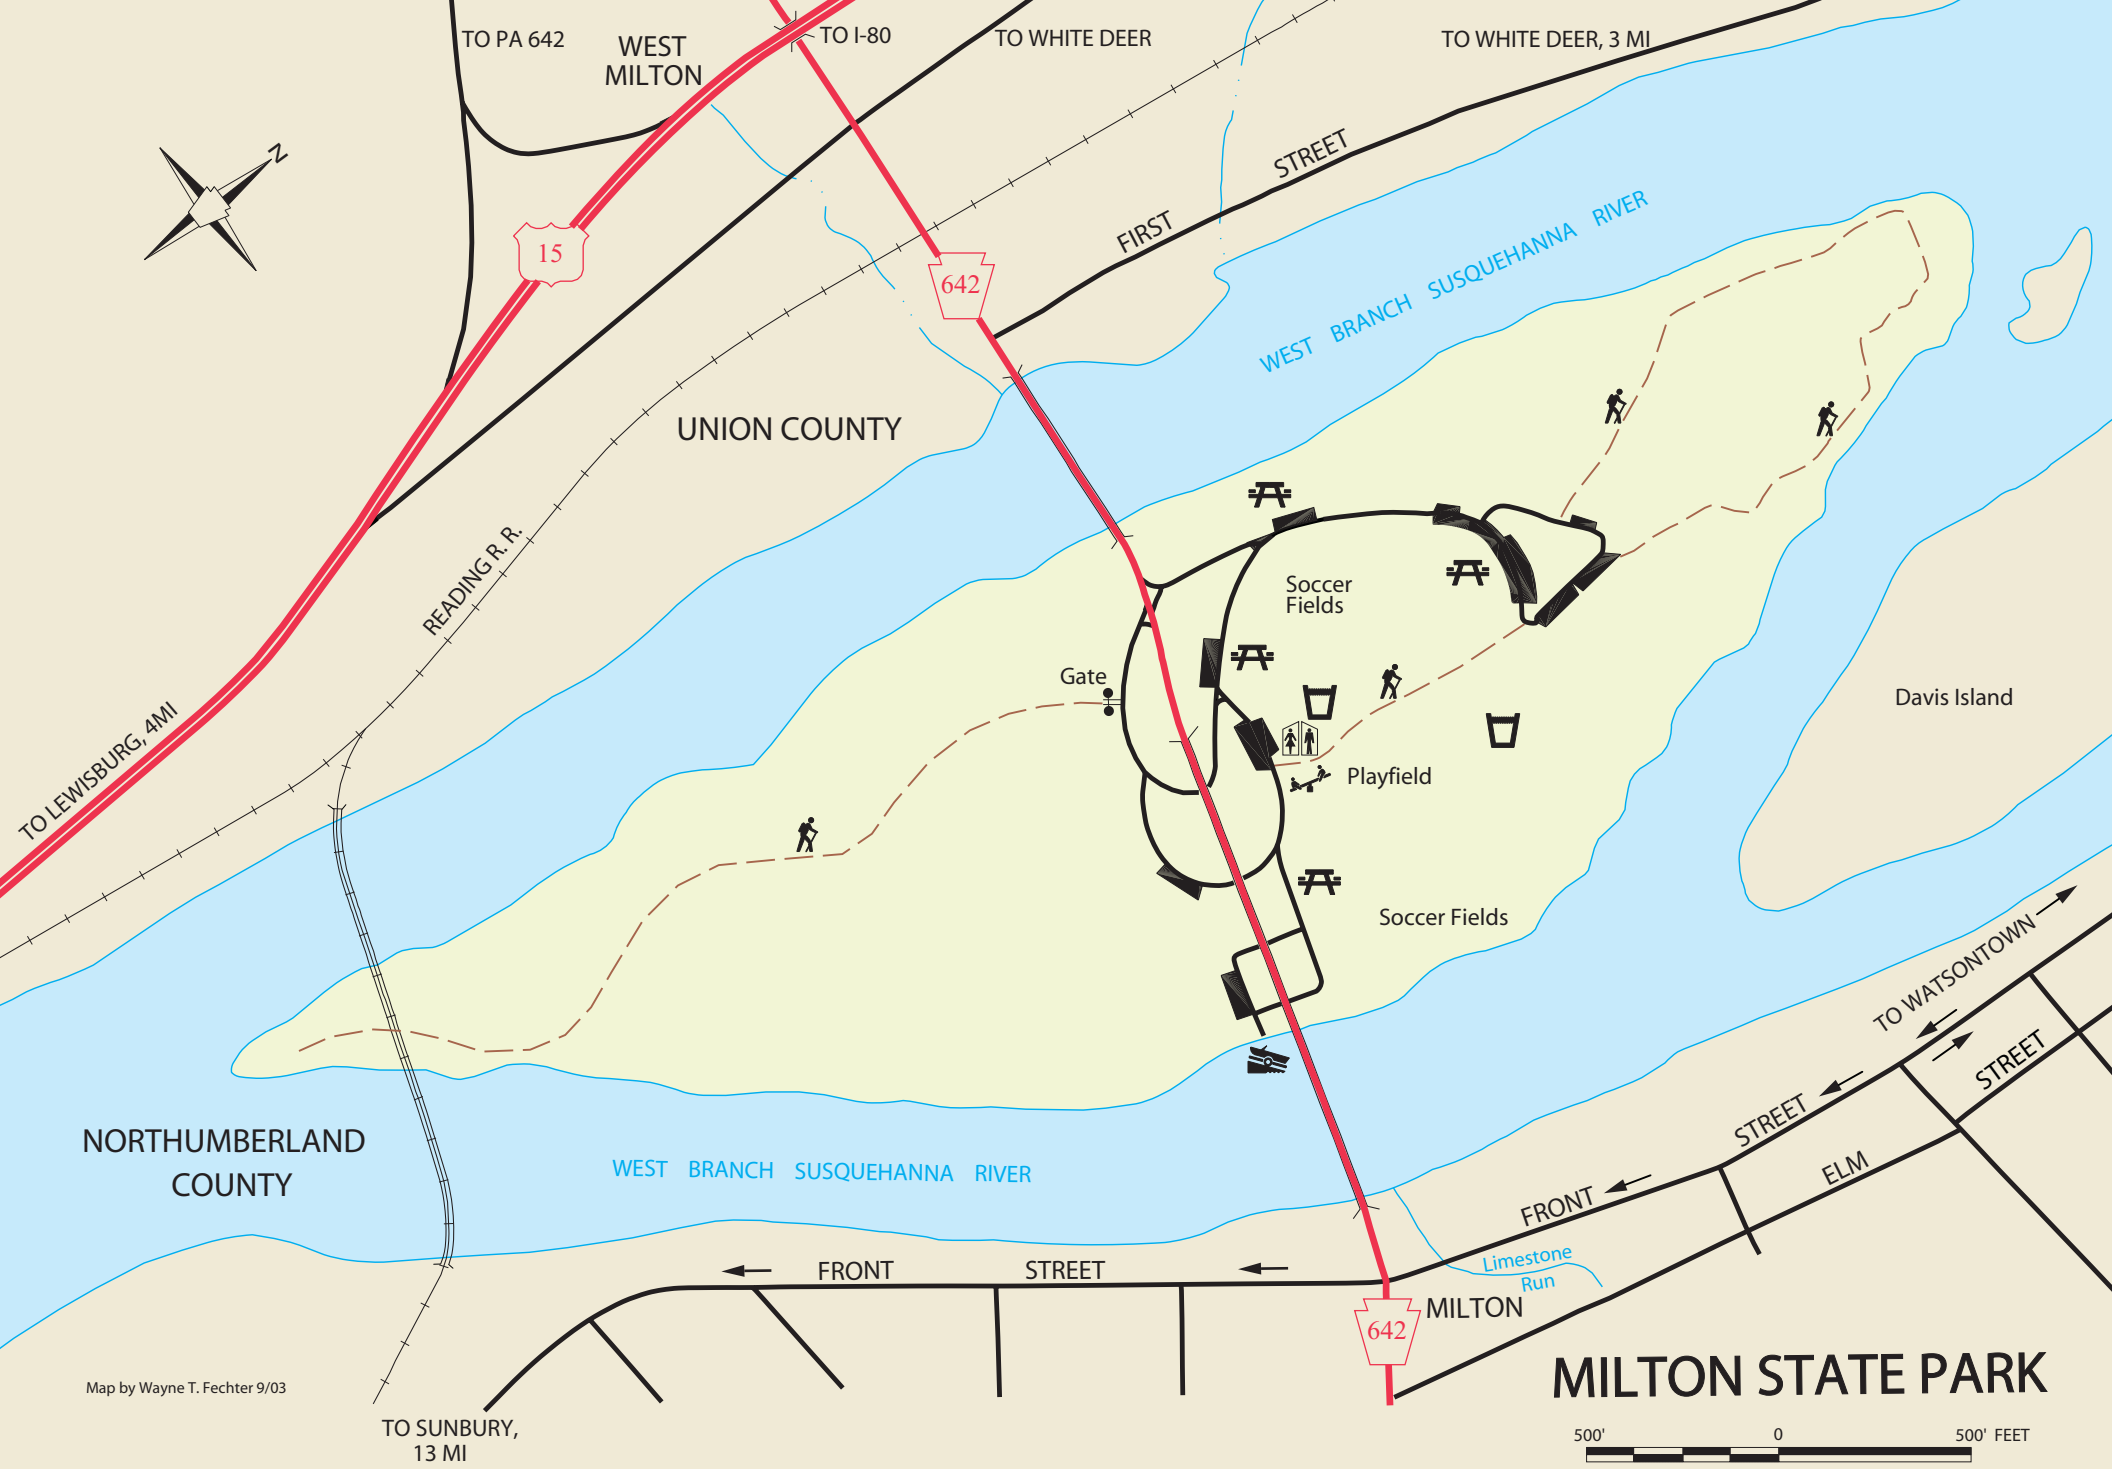 TO PA 642
WEST
MILTON
TO I-80
TO WHITE DEER
TO WHITE DEER, 3 MI
N
15
642
FIRST STREET
WEST BRANCH SUSQUEHANNA RIVER
UNION COUNTY
READING R. R.
TO LEWISBURG, 4MI
Soccer
Fields
Gate
Playfield
Soccer Fields
Davis Island
NORTHUMBERLAND
COUNTY
WEST BRANCH SUSQUEHANNA RIVER
TO WATSONTOWN
STREET
STREET
ELM
FRONT
Limestone
Run
FRONT STREET
MILTON
642
MILTON STATE PARK
Map by Wayne T. Fechter 9/03
TO SUNBURY,
13 MI
500' 0 500' FEET